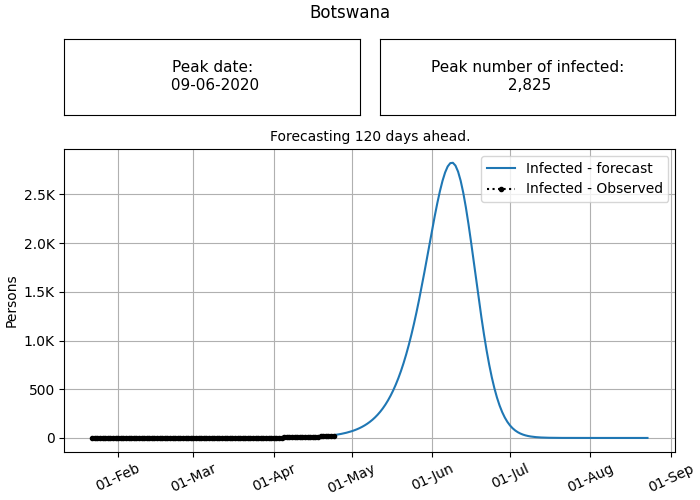 Botswana
Peak date:
09-06-2020
Peak number of infected:
2,825
Forecasting 120 days ahead.
Infected - forecast
Infected - Observed
Persons
2.5K
2.0K
1.5K
1.0K
500
0
01-Feb
01-Mar
01-Apr
01-May
01-Jun
01-Jul
01-Aug
01-Sep